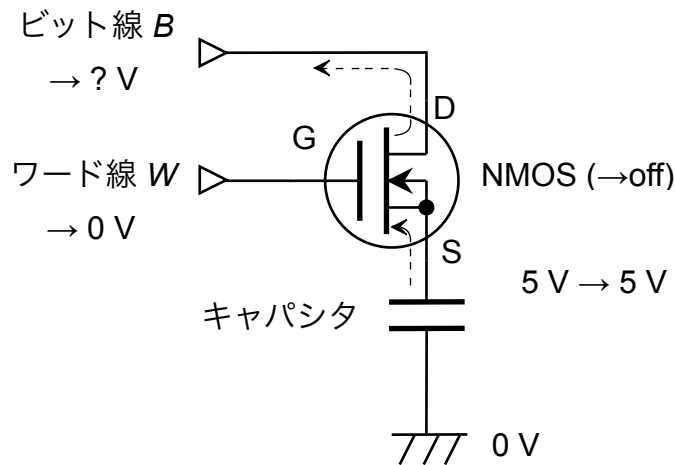 ビット線 B
→ ? V
D
G
ワード線 W
NMOS (→off)
→ 0 V
S
5 V → 5 V
キャパシタ
0 V